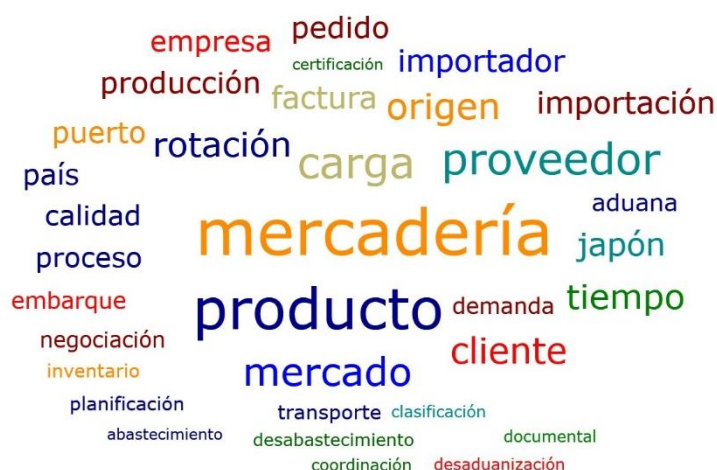 pedido
empresa
certificación
importador
producción
factura
origen
importación
puerto
rotación
carga
proveedor
país
calidad
aduana
mercadería
japón
proceso
embarque
producto
demanda
tiempo
negociación
cliente
inventario
mercado
planificación
transporte
clasificación
abastecimiento
desabastecimiento
documental
coordinación
desaduanización